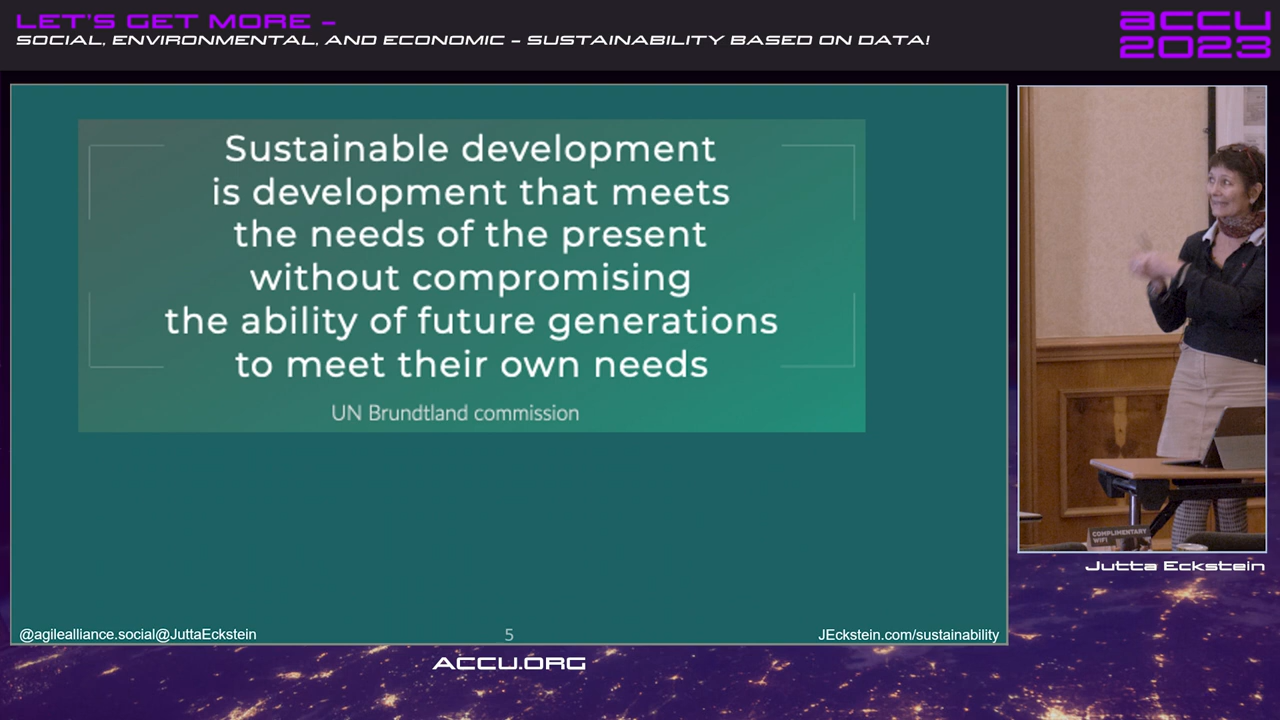 LET'S GET MORE –
SOCIAL, ENVIRONMENTAL, AND ECONOMIC – SUSTAINABILITY BASED ON DATA!
accu
2023
Sustainable development
is development that meets
the needs of the present
without compromising
the ability of future generations
to meet their own needs
UN Brundtland commission
@agilealliance.social@JuttaEckstein
5
JEckstein.com/sustainability
COMPLIMENTARY
WIFI
Jutta Eckstein
ACCU.ORG